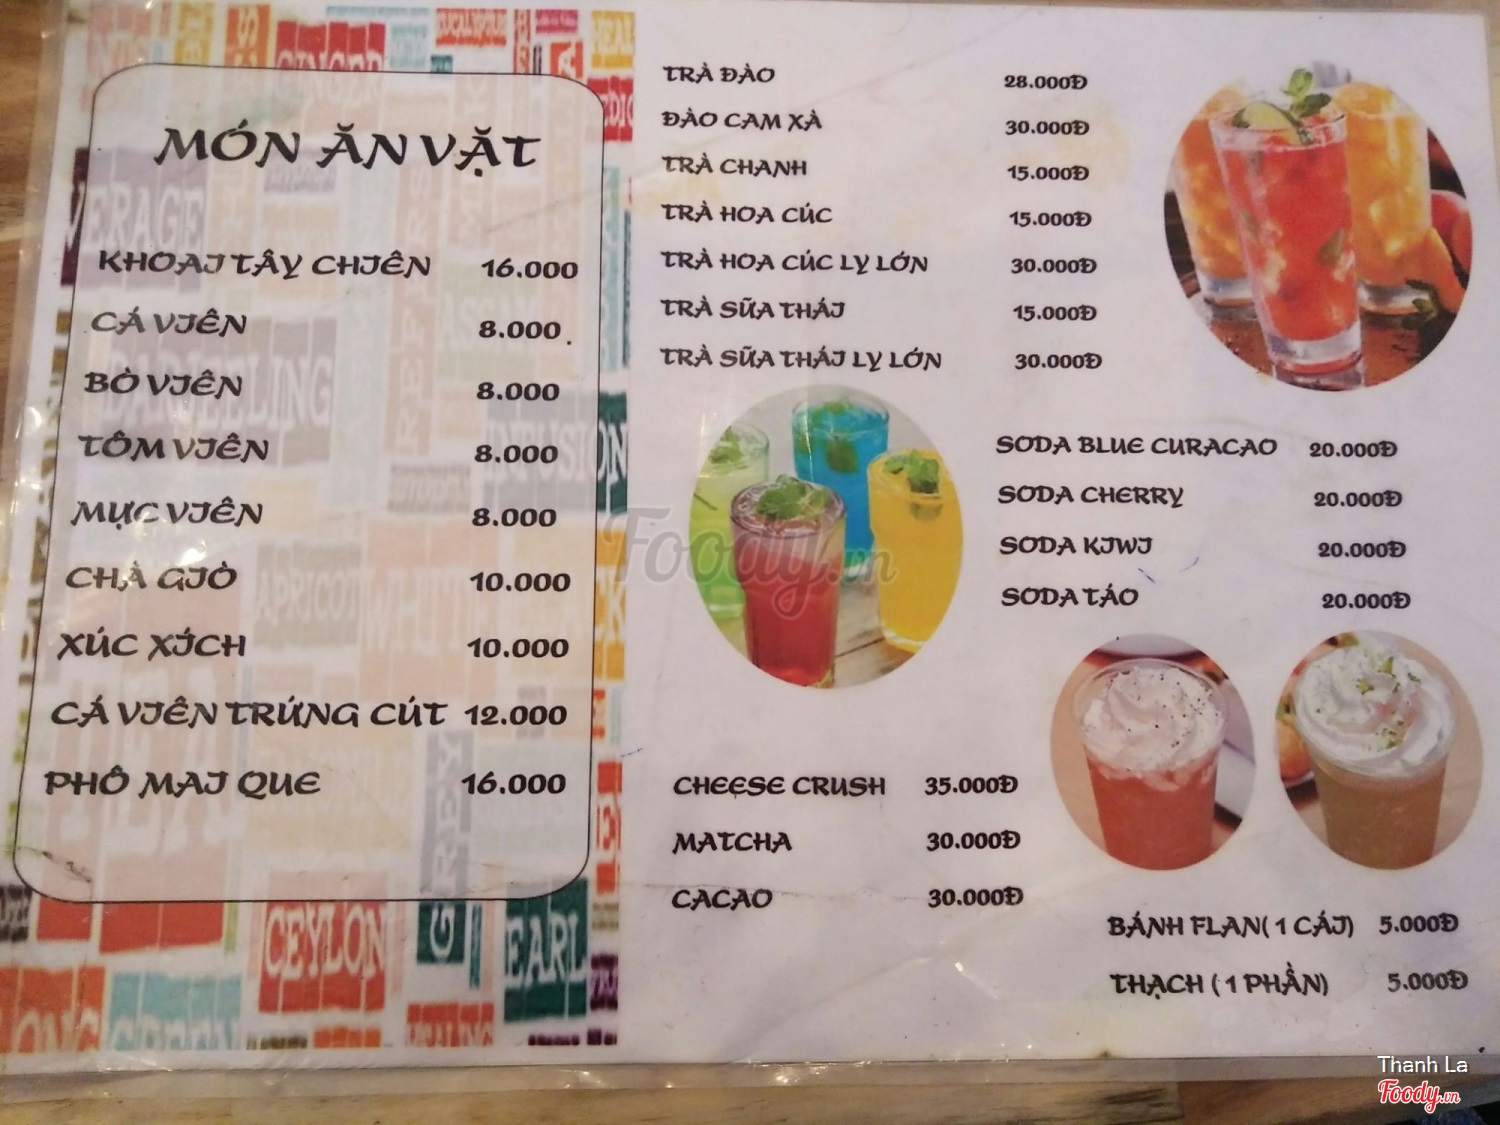 MÓN ĂN VẶT
KHOAI TÂY CHIÊN 16.000
CÁ VIÊN 8.000
BÒ VIÊN 8.000
TÔM VIÊN 8.000
MỰC VIÊN 8.000
CHẢ GIÒ 10.000
XÚC XÍCH 10.000
CÁ VIÊN TRỨNG CÚT 12.000
PHÔ MAI QUE 16.000
TRÀ ĐÀO 28.000Đ
ĐÀO CAM XẢ 30.000Đ
TRÀ CHANH 15.000Đ
TRÀ HOA CÚC 15.000Đ
TRÀ HOA CÚC LY LỚN 30.000Đ
TRÀ SỮA THÁI 15.000Đ
TRÀ SỮA THÁI LY LỚN 30.000Đ
SODA BLUE CURACAO 20.000Đ
SODA CHERRY 20.000Đ
SODA KIWI 20.000Đ
SODA TÁO 20.000Đ
CHEESE CRUSH 35.000Đ
MATCHA 30.000Đ
CACAO 30.000Đ
BÁNH FLAN( 1 CÁI) 5.000Đ
THẠCH ( 1 PHẦN) 5.000Đ
VERAGE
DARJEELING
INFUSION
APRICOT
CEYLON
EARL
GREY
Foody.vn
Thanh La
Foody.vn